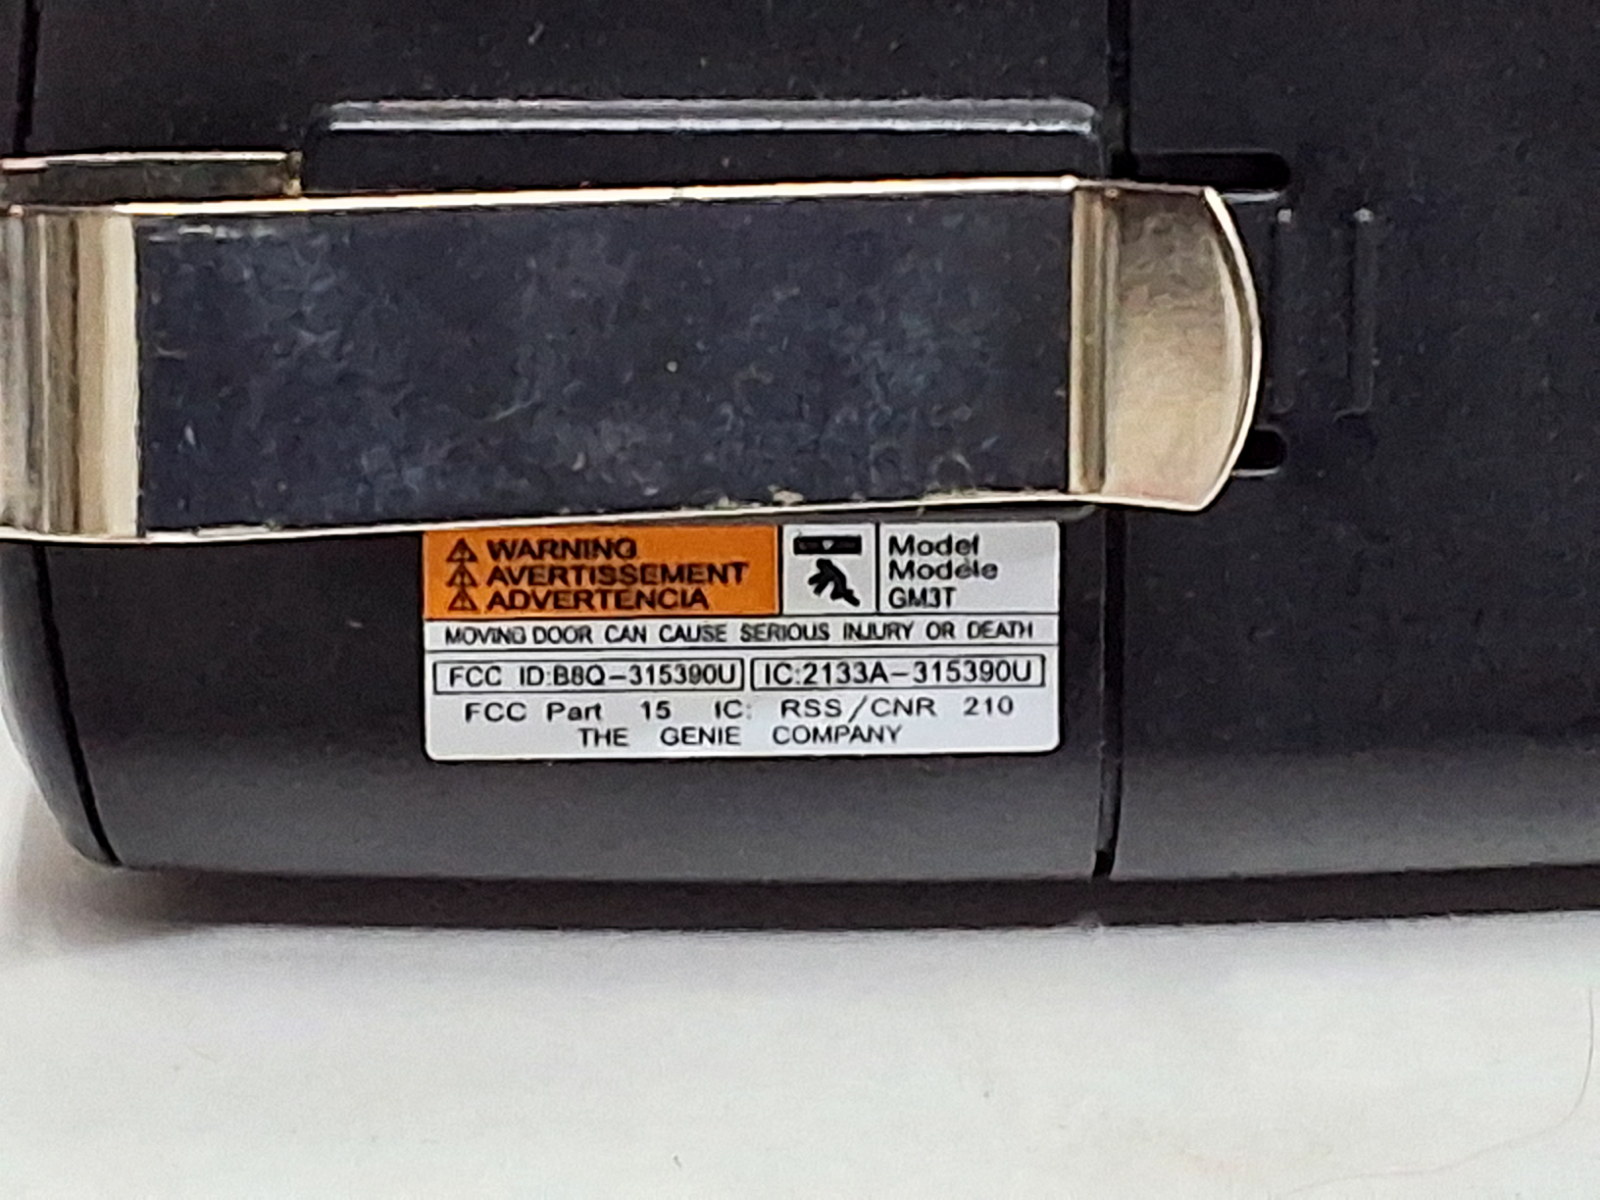 WARNING
AVERTISSEMENT
ADVERTENCIA
Model
Modèle
GM3T
MOVING DOOR CAN CAUSE SERIOUS INJURY OR DEATH
FCC ID:B8Q-315390U IC:2133A-315390U
FCC Part 15 IC: RSS/CNR 210
THE GENIE COMPANY